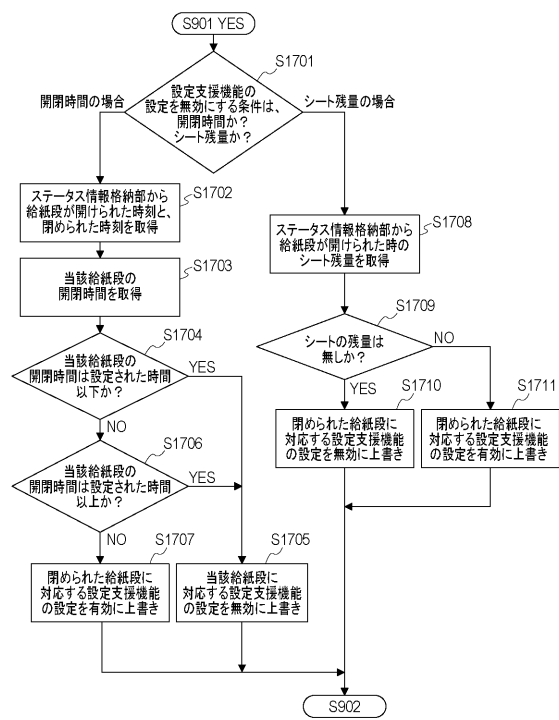 S901 YES
S1701
設定支援機能の
設定を無効にする条件は、
開閉時間か？
シート残量か？
開閉時間の場合
シート残量の場合
S1702
ステータス情報格納部から
給紙段が開けられた時刻と、
閉められた時刻を取得
S1703
当該給紙段の
開閉時間を取得
S1704
当該給紙段の
開閉時間は設定された時間
以下か？
YES
NO
S1706
当該給紙段の
開閉時間は設定された時間
以上か？
YES
NO
S1707
閉められた給紙段に
対応する設定支援機能
の設定を有効に上書き
S1705
当該給紙段に
対応する設定支援機能
の設定を無効に上書き
S1708
ステータス情報格納部から
給紙段が開けられた時の
シート残量を取得
S1709
シートの残量は
無しか？
NO
YES
S1710
閉められた給紙段に
対応する設定支援機能
の設定を無効に上書き
S1711
閉められた給紙段に
対応する設定支援機能
の設定を有効に上書き
S902